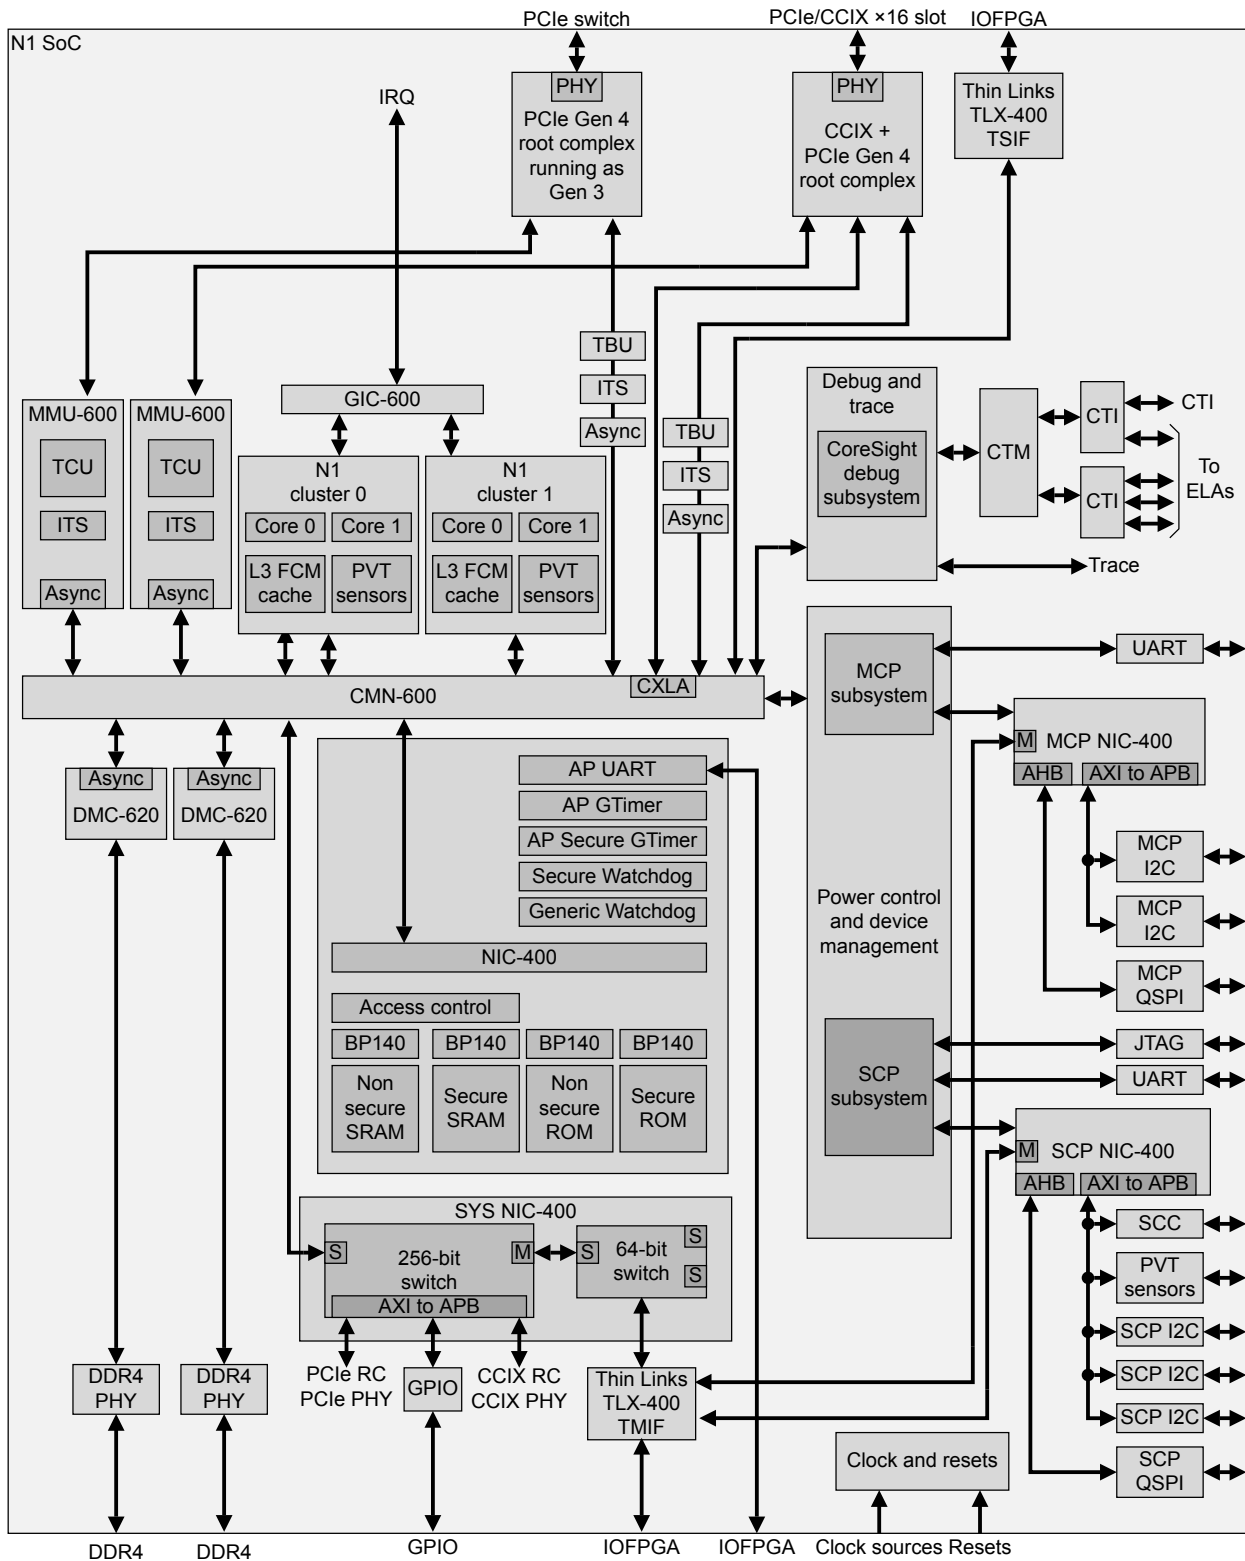 PCIe switch
PCIe/CCIX ×16 slot
IOFPGA
N1 SoC
PHY
PCIe Gen 4
root complex
running as
Gen 3
PHY
CCIX +
PCIe Gen 4
root complex
Thin Links
TLX-400
TSIF
IRQ
TBU
ITS
Async
TBU
ITS
Async
MMU-600
TCU
ITS
Async
MMU-600
TCU
ITS
Async
GIC-600
N1
cluster 0
Core 0
Core 1
L3 FCM
cache
PVT
sensors
N1
cluster 1
Core 0
Core 1
L3 FCM
cache
PVT
sensors
Debug and
trace
CoreSight
debug
subsystem
CTM
CTI
CTI
CTI
To
ELAs
Trace
CMN-600
CXLA
MCP
subsystem
Power control
and device
management
SCP
subsystem
UART
MCP NIC-400
M
AHB
AXI to APB
MCP
I2C
MCP
I2C
MCP
QSPI
JTAG
UART
SCP NIC-400
M
AHB
AXI to APB
SCC
PVT
sensors
SCP I2C
SCP I2C
SCP I2C
SCP
QSPI
Async
DMC-620
Async
DMC-620
AP UART
AP GTimer
AP Secure GTimer
Secure Watchdog
Generic Watchdog
NIC-400
Access control
BP140
BP140
BP140
BP140
Non
secure
SRAM
Secure
SRAM
Non
secure
ROM
Secure
ROM
SYS NIC-400
S
256-bit
switch
M
AXI to APB
S
64-bit
switch
S
S
PCIe RC
PCIe PHY
GPIO
CCIX RC
CCIX PHY
Thin Links
TLX-400
TMIF
DDR4
PHY
DDR4
PHY
Clock and resets
DDR4
DDR4
GPIO
IOFPGA
IOFPGA
Clock sources
Resets